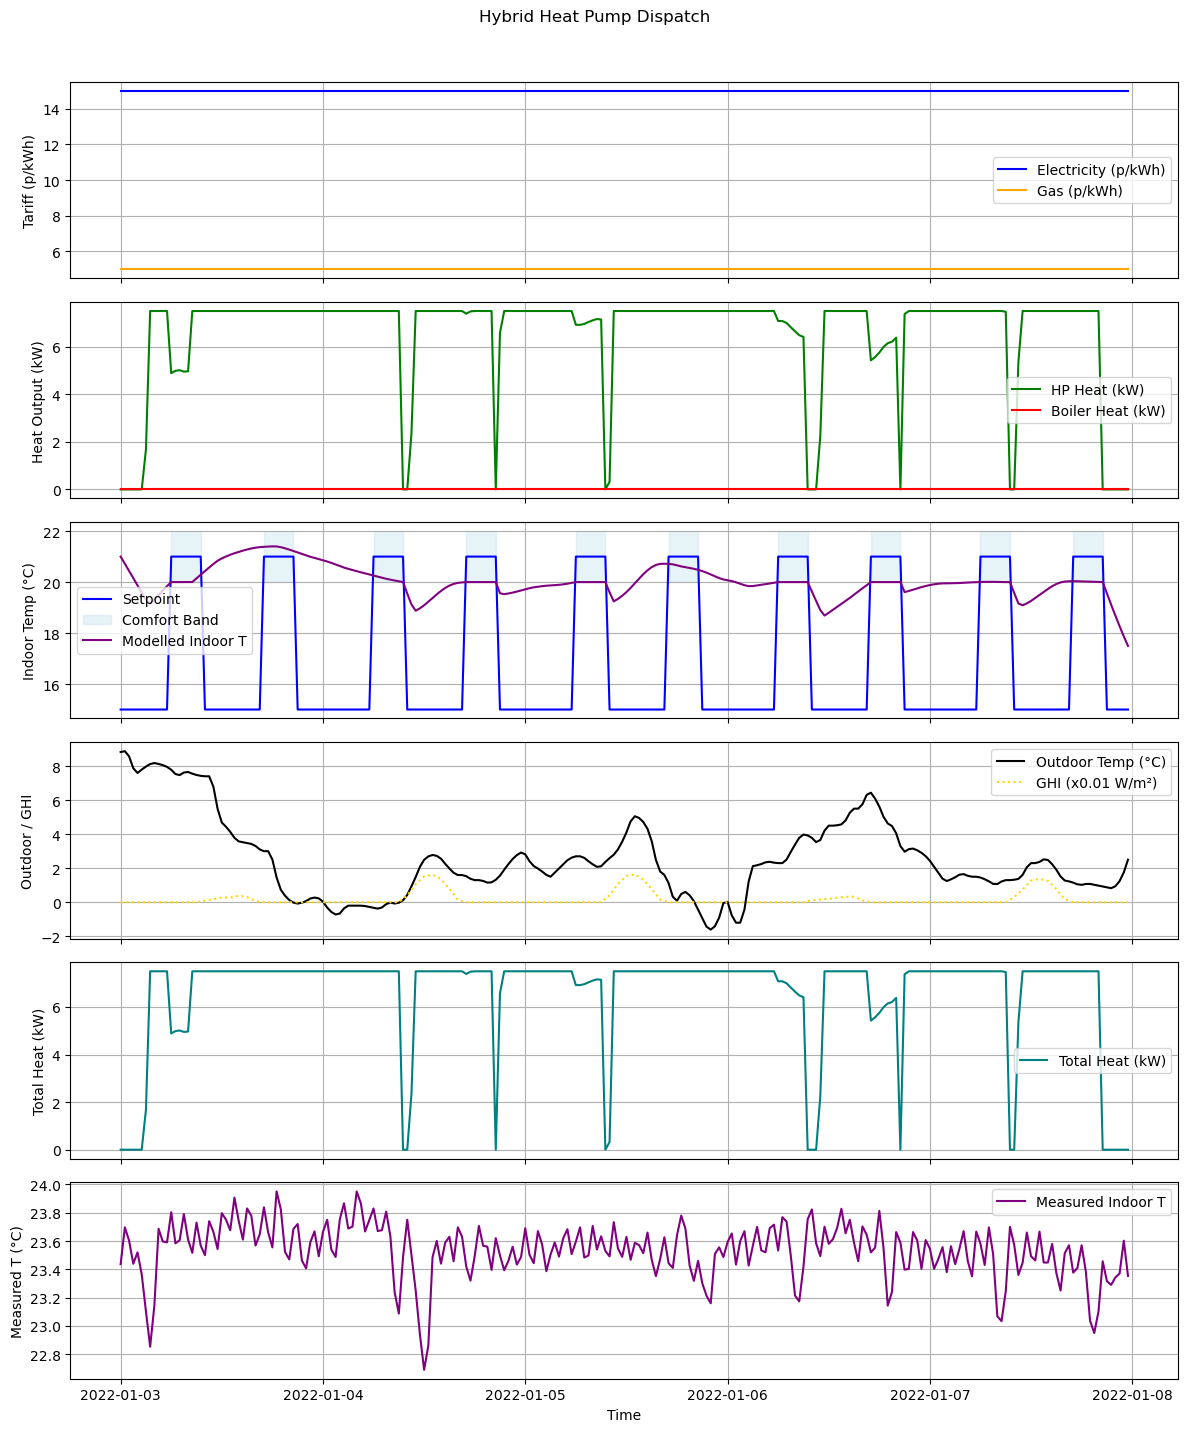 Hybrid Heat Pump Dispatch
Tariff (p/kWh)
14
12
10
8
6
Electricity (p/kWh)
Gas (p/kWh)
Heat Output (kW)
6
4
2
0
HP Heat (kW)
Boiler Heat (kW)
Indoor Temp (°C)
22
20
18
16
Setpoint
Comfort Band
Modelled Indoor T
Outdoor / GHI
8
6
4
2
0
−2
Outdoor Temp (°C)
GHI (x0.01 W/m²)
Total Heat (kW)
6
4
2
0
Total Heat (kW)
Measured T (°C)
24.0
23.8
23.6
23.4
23.2
23.0
22.8
Measured Indoor T
2022-01-03 2022-01-04 2022-01-05 2022-01-06 2022-01-07 2022-01-08
Time